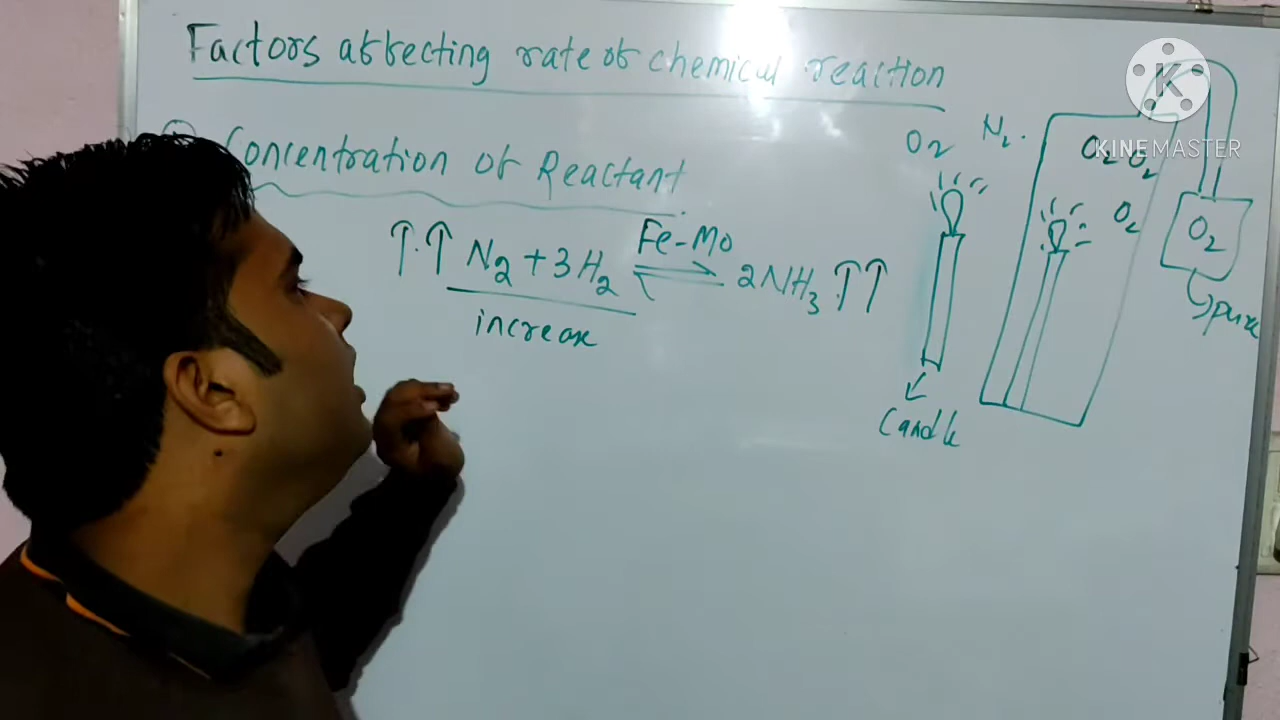 Factors affecting rate of chemical reaction
Concentration of Reactant
↑↑ N₂ + 3H₂ ⇌ 2NH₃ ↑↑
Fe-Mo
increase
O₂ N₂.
O₂ O₂
O₂
O₂
pure
Candle
K
KINEMASTER